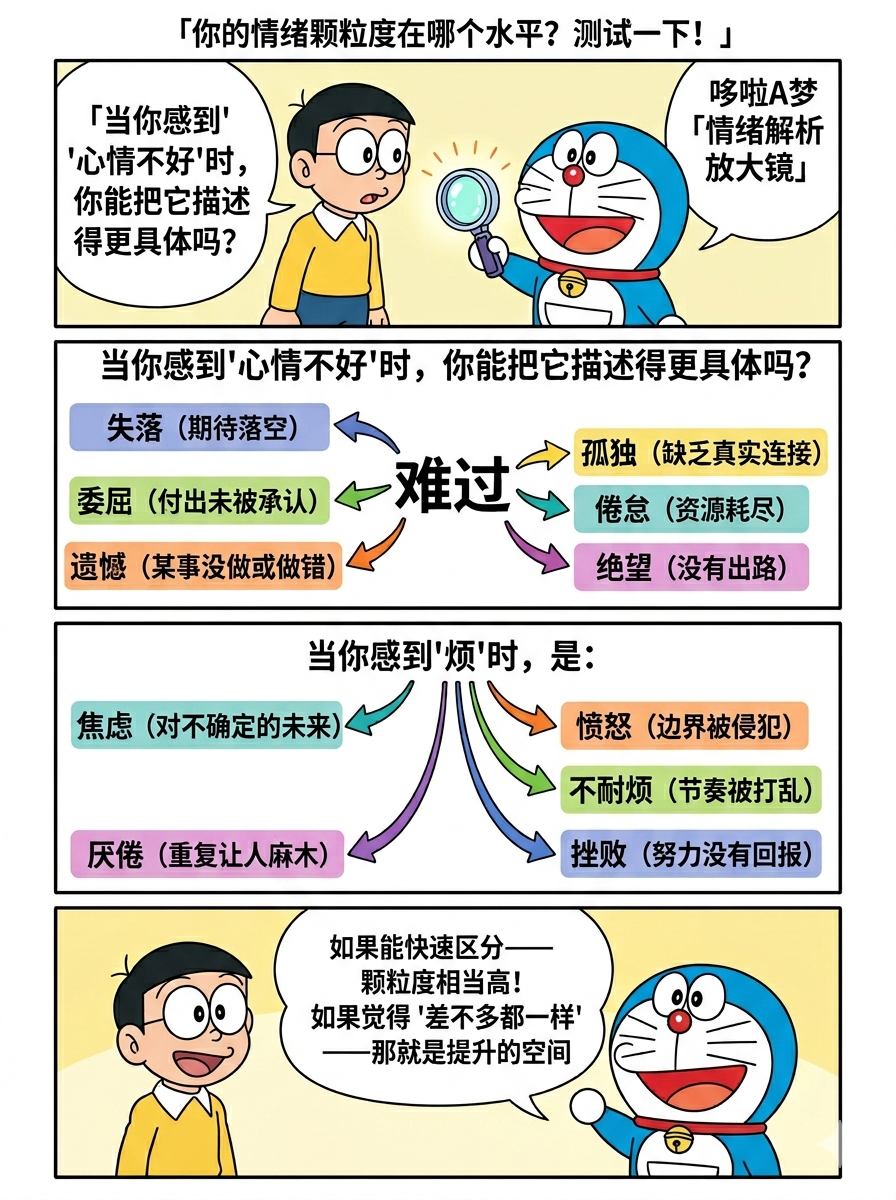 「你的情绪颗粒度在哪个水平？测试一下！」
「当你感到'
'心情不好'时，
你能把它描述
得更具体吗？
哆啦A梦
「情绪解析
放大镜」
当你感到'心情不好'时，你能把它描述得更具体吗？
难过
失落（期待落空）
委屈（付出未被承认）
遗憾（某事没做或做错）
孤独（缺乏真实连接）
倦怠（资源耗尽）
绝望（没有出路）
当你感到'烦'时，是：
焦虑（对不确定的未来）
厌倦（重复让人麻木）
愤怒（边界被侵犯）
不耐烦（节奏被打乱）
挫败（努力没有回报）
如果能快速区分——
颗粒度相当高！
如果觉得 '差不多都一样'
——那就是提升的空间